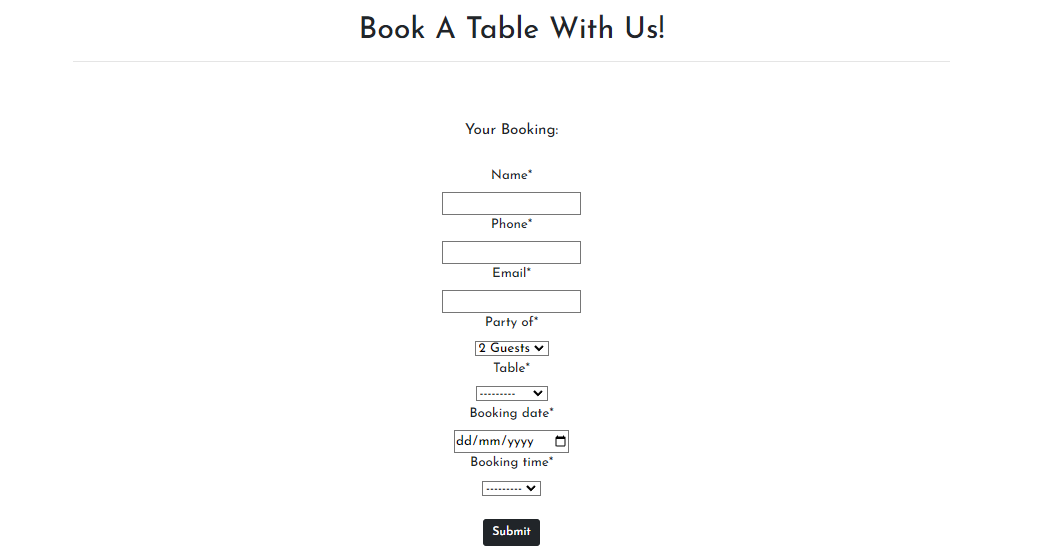 Book A Table With Us!
Your Booking:
Name*
Phone*
Email*
Party of*
2 Guests
Table*
---------
Booking date*
dd/mm/yyyy
Booking time*
---------
Submit